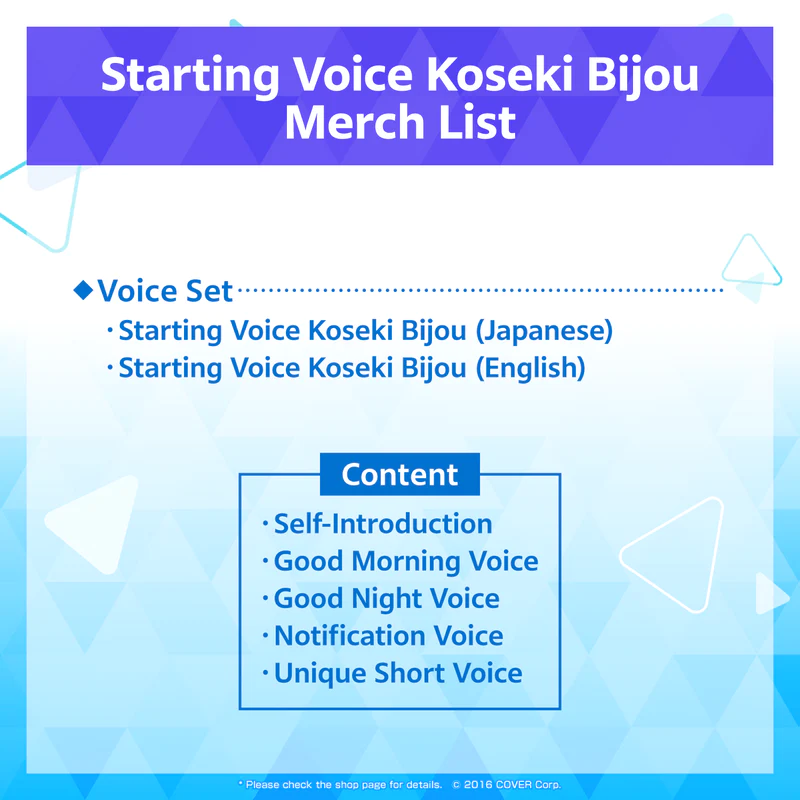 Starting Voice Koseki Bijou
Merch List
◆Voice Set
・Starting Voice Koseki Bijou (Japanese)
・Starting Voice Koseki Bijou (English)
Content
・Self-Introduction
・Good Morning Voice
・Good Night Voice
・Notification Voice
・Unique Short Voice
* Please check the shop page for details. © 2016 COVER Corp.